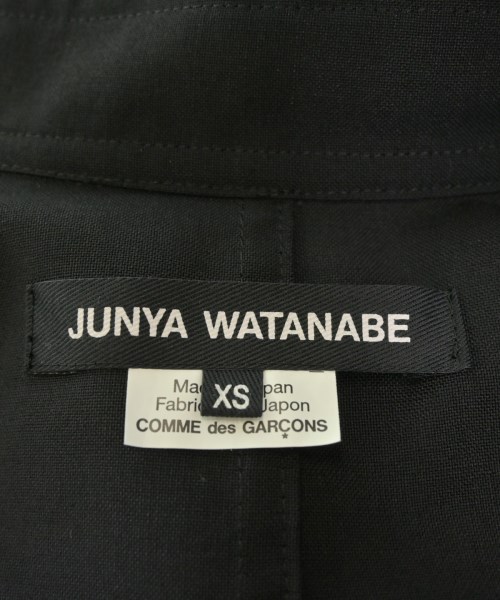 JUNYA WATANABE
XS
COMME des GARÇONS
*
Japon